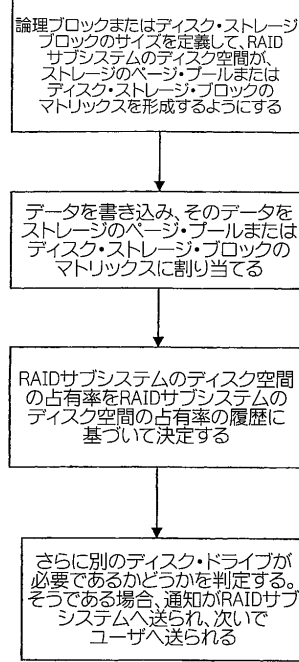 論理ブロックまたはディスク・ストレージ
ブロックのサイズを定義して、RAID
サブシステムのディスク空間が、
ストレージのページ・プールまたは
ディスク・ストレージ・ブロックの
マトリックスを形成するようにする
データを書き込み、そのデータを
ストレージのページ・プールまたは
ディスク・ストレージ・ブロックの
マトリックスに割り当てる
RAIDサブシステムのディスク空間
の占有率をRAIDサブシステムの
ディスク空間の占有率の履歴に
基づいて決定する
さらに別のディスク・ドライブが
必要であるかどうかを判定する。
そうである場合、通知がRAIDサブ
システムへ送られ、次いで
ユーザへ送られる